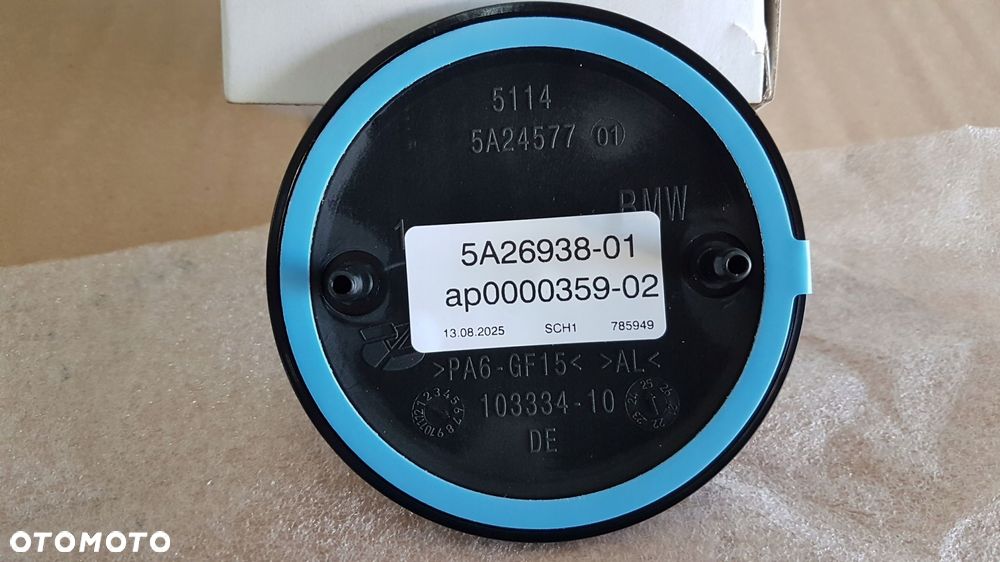 5114
5A24577 01
BMW
1
5A26938-01
ap0000359-02
13.08.2025 SCH1 785949
>PA6-GF15< >AL<
103334-10
DE
OTOMOTO